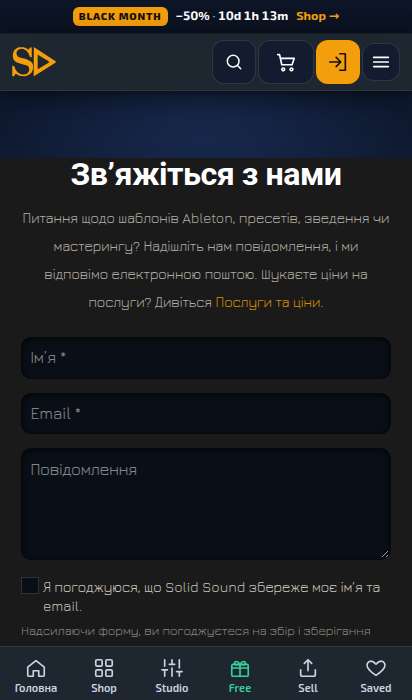 BLACK MONTH −50% · 10d 1h 13m Shop →
S
Зв’яжіться з нами
Питання щодо шаблонів Ableton, пресетів, зведення чи
мастерингу? Надішліть нам повідомлення, і ми
відповімо електронною поштою. Шукаєте ціни на
послуги? Дивіться Послуги та ціни.
Ім’я *
Email *
Повідомлення
Я погоджуюся, що Solid Sound збереже моє ім’я та
email.
Надсилаючи форму, ви погоджуєтеся на збір і зберігання
Головна Shop Studio Free Sell Saved